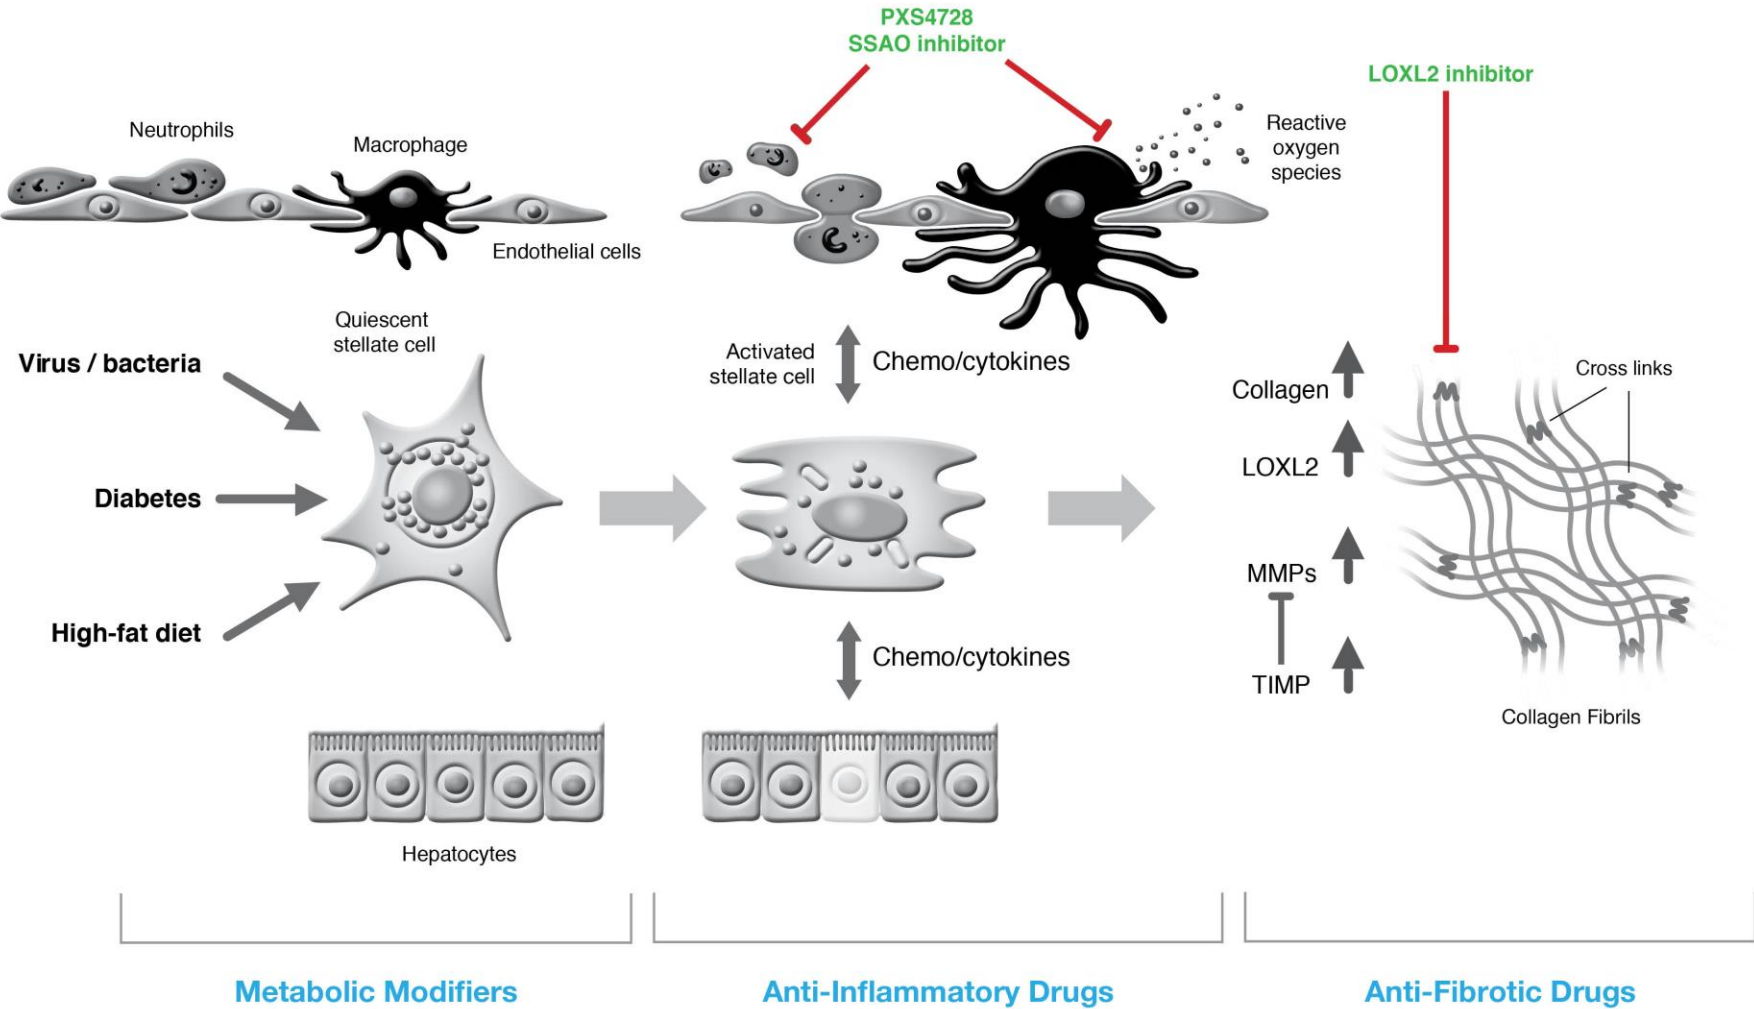 PXS4728
SSAO inhibitor
LOXL2 inhibitor
Neutrophils
Macrophage
Endothelial cells
Reactive
oxygen
species
Quiescent
stellate cell
Virus / bacteria
Diabetes
High-fat diet
Activated
stellate cell
Chemo/cytokines
Chemo/cytokines
Collagen
LOXL2
MMPs
TIMP
Cross links
Collagen Fibrils
Hepatocytes
Metabolic Modifiers
Anti-Inflammatory Drugs
Anti-Fibrotic Drugs